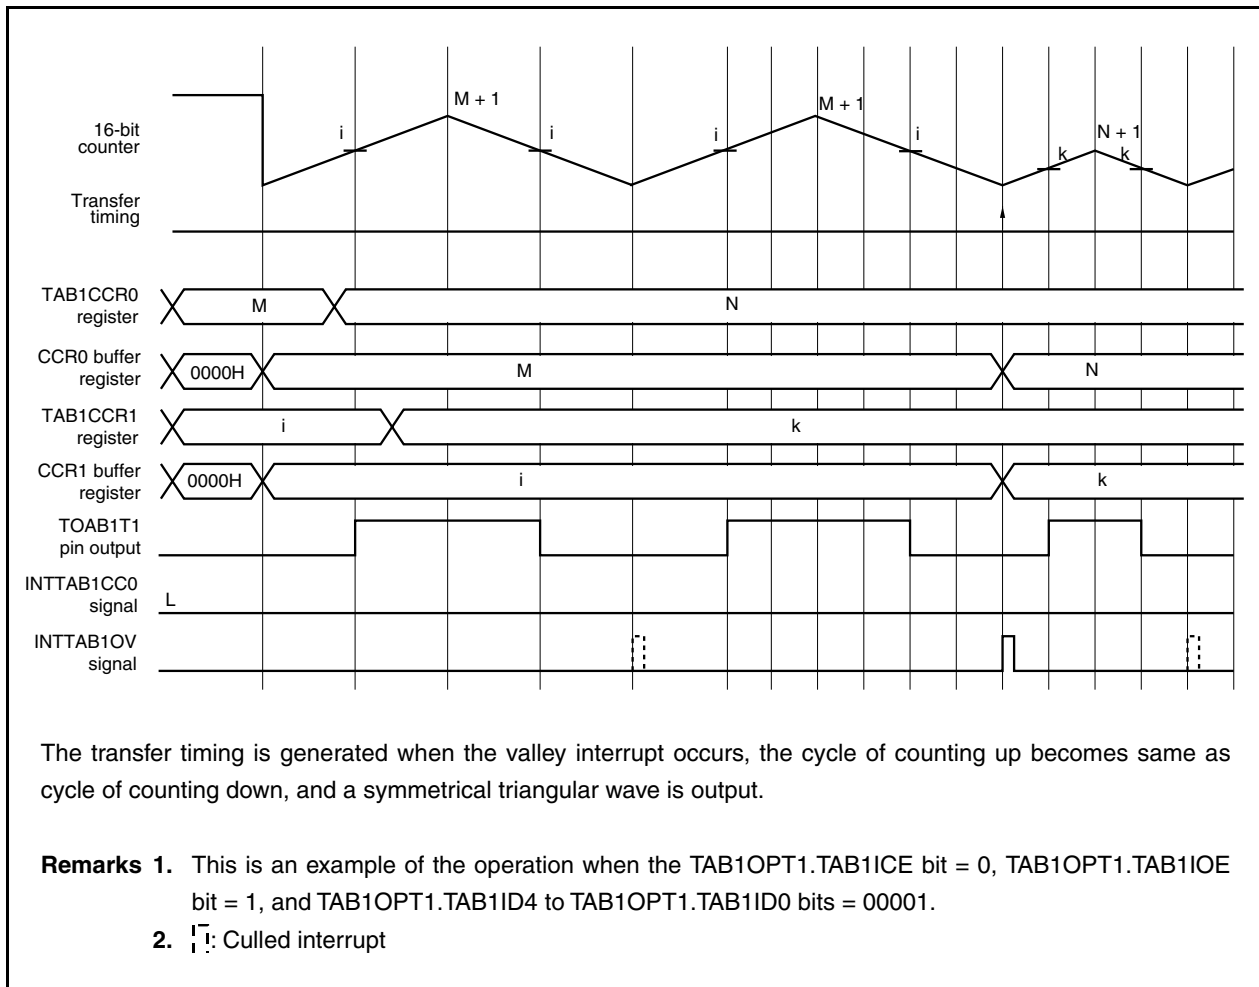 M + 1
M + 1
N + 1
16-bit
counter
i
i
i
i
k
k
Transfer
timing
TAB1CCR0
register
M
N
CCR0 buffer
register
0000H
M
N
TAB1CCR1
register
i
k
CCR1 buffer
register
0000H
i
k
TOAB1T1
pin output
INTTAB1CC0
signal
L
INTTAB1OV
signal
The transfer timing is generated when the valley interrupt occurs, the cycle of counting up becomes same as
cycle of counting down, and a symmetrical triangular wave is output.
Remarks 1. This is an example of the operation when the TAB1OPT1.TAB1ICE bit = 0, TAB1OPT1.TAB1IOE
bit = 1, and TAB1OPT1.TAB1ID4 to TAB1OPT1.TAB1ID0 bits = 00001.
2. : Culled interrupt